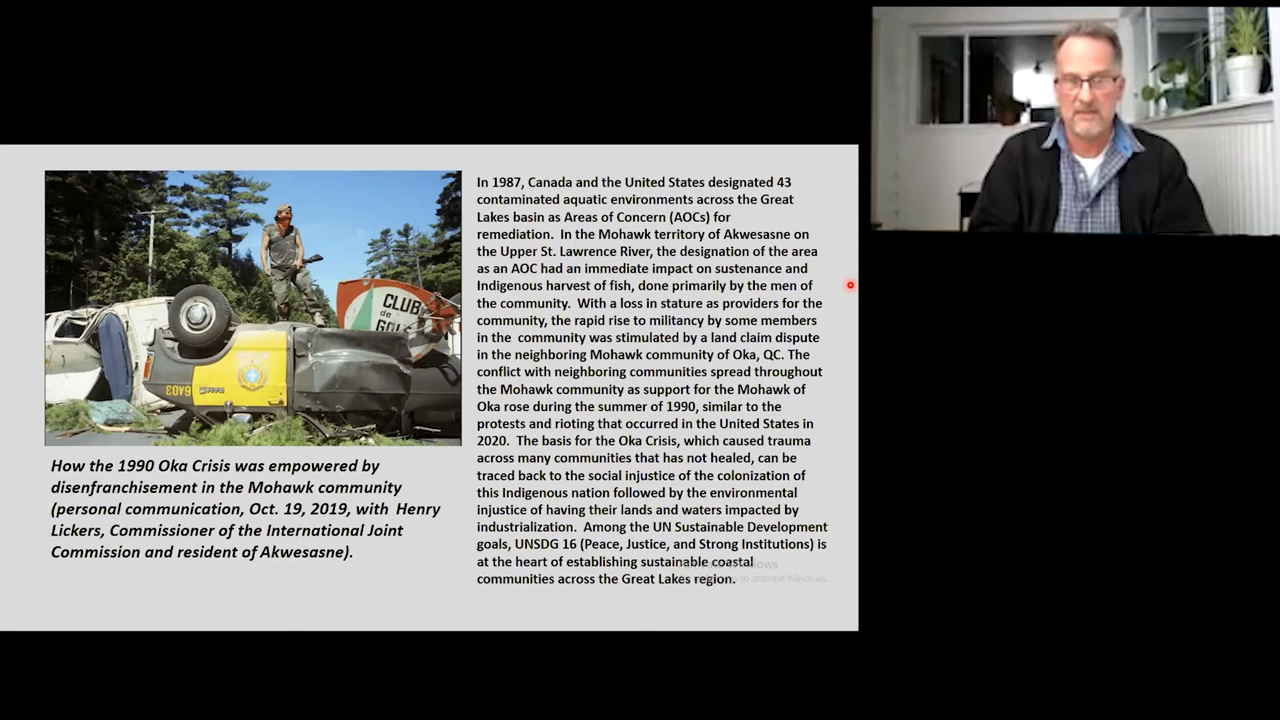 CLUB
de
GOL
6A03
How the 1990 Oka Crisis was empowered by
disenfranchisement in the Mohawk community
(personal communication, Oct. 19, 2019, with Henry
Lickers, Commissioner of the International Joint
Commission and resident of Akwesasne).
In 1987, Canada and the United States designated 43
contaminated aquatic environments across the Great
Lakes basin as Areas of Concern (AOCs) for
remediation. In the Mohawk territory of Akwesasne on
the Upper St. Lawrence River, the designation of the area
as an AOC had an immediate impact on sustenance and
Indigenous harvest of fish, done primarily by the men of
the community. With a loss in stature as providers for the
community, the rapid rise to militancy by some members
in the community was stimulated by a land claim dispute
in the neighboring Mohawk community of Oka, QC. The
conflict with neighboring communities spread throughout
the Mohawk community as support for the Mohawk of
Oka rose during the summer of 1990, similar to the
protests and rioting that occurred in the United States in
2020. The basis for the Oka Crisis, which caused trauma
across many communities that has not healed, can be
traced back to the social injustice of the colonization of
this Indigenous nation followed by the environmental
injustice of having their lands and waters impacted by
industrialization. Among the UN Sustainable Development
goals, UNSDG 16 (Peace, Justice, and Strong Institutions) is
at the heart of establishing sustainable coastal
communities across the Great Lakes region.
to activate Windows.